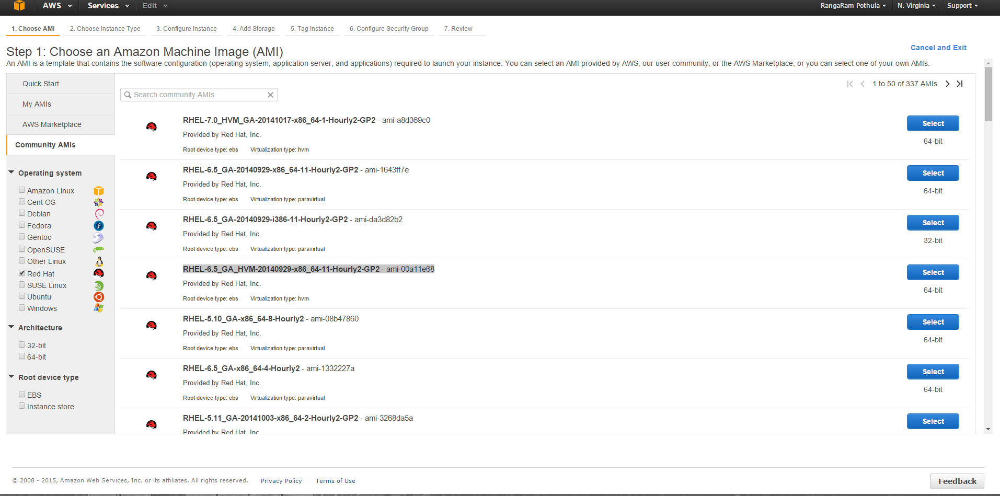 AWS Services Edit RangaRam Pothula N. Virginia Support
1. Choose AMI 2. Choose Instance Type 3. Configure Instance 4. Add Storage 5. Tag Instance 6. Configure Security Group 7. Review
Step 1: Choose an Amazon Machine Image (AMI)
Cancel and Exit
An AMI is a template that contains the software configuration (operating system, application server, and applications) required to launch your instance. You can select an AMI provided by AWS, our user community, or the AWS Marketplace; or you can select one of your own AMIs.
Quick Start
My AMIs
AWS Marketplace
Community AMIs
Operating system
Amazon Linux
Cent OS
Debian
Fedora
Gentoo
OpenSUSE
Other Linux
Red Hat
SUSE Linux
Ubuntu
Windows
Architecture
32-bit
64-bit
Root device type
EBS
Instance store
1 to 50 of 337 AMIs
Search community AMIs
RHEL-7.0_HVM_GA-20141017-x86_64-1-Hourly2-GP2 - ami-a8d369c0
Select
Provided by Red Hat, Inc.
64-bit
Root device type: ebs Virtualization type: hvm
RHEL-6.5_GA-20140929-x86_64-11-Hourly2-GP2 - ami-1643ff7e
Select
Provided by Red Hat, Inc.
64-bit
Root device type: ebs Virtualization type: paravirtual
RHEL-6.5_GA-20140929-i386-11-Hourly2-GP2 - ami-da3d82b2
Select
Provided by Red Hat, Inc.
32-bit
Root device type: ebs Virtualization type: paravirtual
RHEL-6.5_GA_HVM-20140929-x86_64-11-Hourly2-GP2 - ami-00a11e68
Select
Provided by Red Hat, Inc.
64-bit
Root device type: ebs Virtualization type: hvm
RHEL-5.10_GA-x86_64-8-Hourly2 - ami-08b47860
Select
Provided by Red Hat, Inc.
64-bit
Root device type: ebs Virtualization type: paravirtual
RHEL-6.5_GA-x86_64-4-Hourly2 - ami-1332227a
Select
Provided by Red Hat, Inc.
64-bit
Root device type: ebs Virtualization type: paravirtual
RHEL-5.11_GA-20141003-x86_64-2-Hourly2-GP2 - ami-3268da5a
Select
Provided by Red Hat, Inc.
© 2008 - 2015, Amazon Web Services, Inc. or its affiliates. All rights reserved. Privacy Policy Terms of Use
Feedback